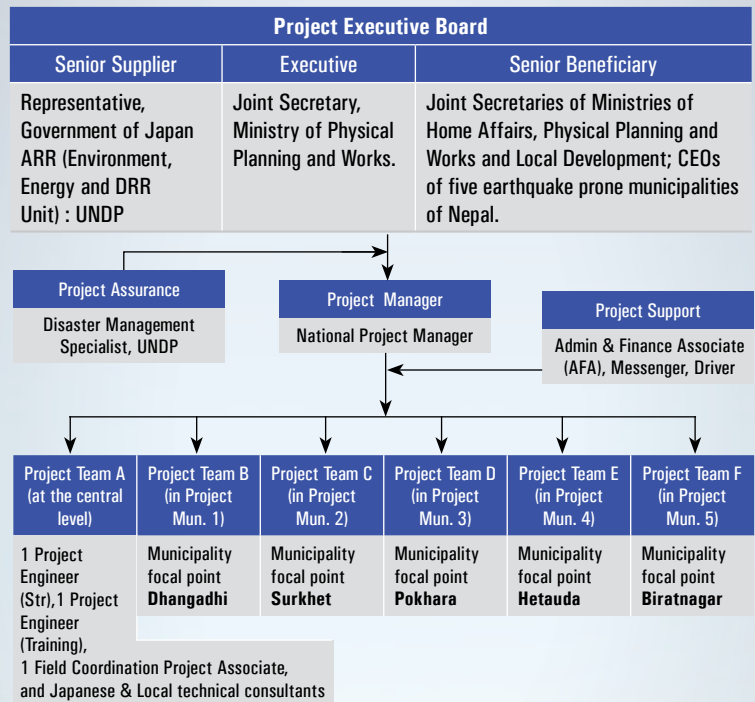 Project Executive Board
Senior Supplier
Executive
Senior Beneficiary
Representative,
Government of Japan
ARR (Environment,
Energy and DRR
Unit) : UNDP
Joint Secretary,
Ministry of Physical
Planning and Works.
Joint Secretaries of Ministries of
Home Affairs, Physical Planning and
Works and Local Development; CEOs
of five earthquake prone municipalities
of Nepal.
Project Assurance
Disaster Management
Specialist, UNDP
Project Manager
National Project Manager
Project Support
Admin & Finance Associate
(AFA), Messenger, Driver
Project Team A
(at the central
level)
1 Project
Engineer
(Str),1 Project
Engineer
(Training),
1 Field Coordination Project Associate,
and Japanese & Local technical consultants
Project Team B
(in Project
Mun. 1)
Municipality
focal point
Dhangadhi
Project Team C
(in Project
Mun. 2)
Municipality
focal point
Surkhet
Project Team D
(in Project
Mun. 3)
Municipality
focal point
Pokhara
Project Team E
(in Project
Mun. 4)
Municipality
focal point
Hetauda
Project Team F
(in Project
Mun. 5)
Municipality
focal point
Biratnagar